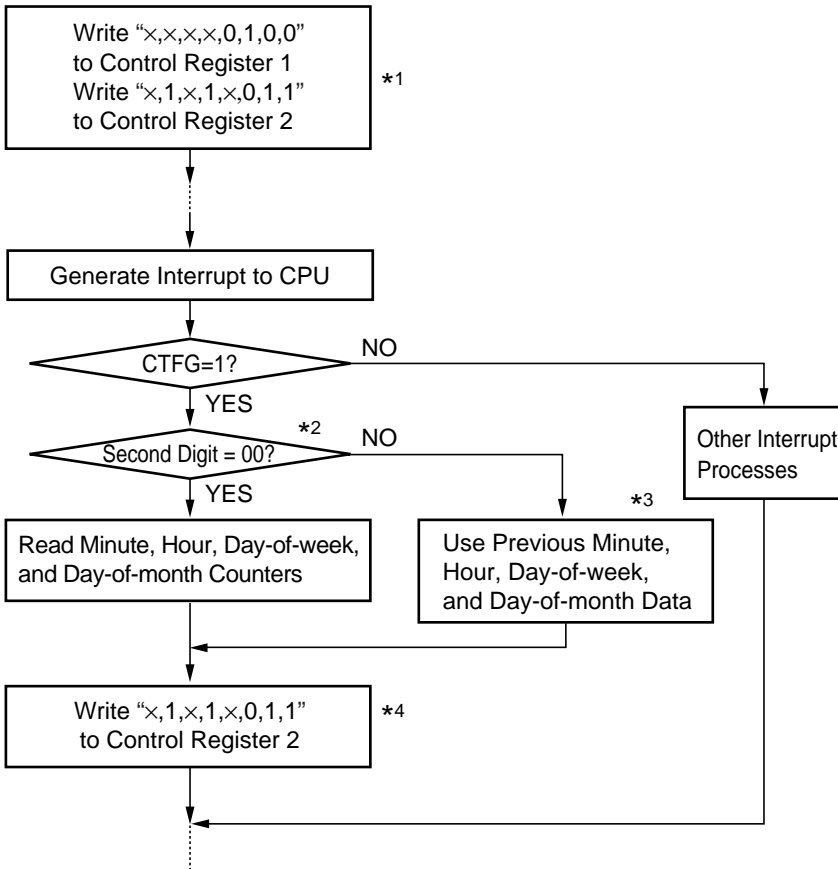 Write “×,×,×,×,0,1,0,0”
to Control Register 1
Write “×,1,×,1,×,0,1,1”
to Control Register 2
*1
Generate Interrupt to CPU
CTFG=1?
NO
YES
*2
Second Digit = 00?
NO
YES
Other Interrupt
Processes
*3
Read Minute, Hour, Day-of-week,
and Day-of-month Counters
Use Previous Minute,
Hour, Day-of-week,
and Day-of-month Data
Write “×,1,×,1,×,0,1,1”
to Control Register 2
*4